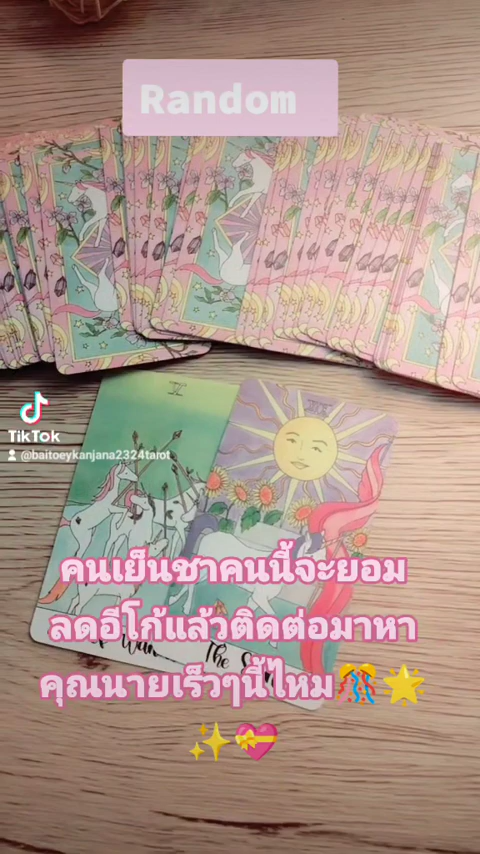 Random
V
TikTok
@baitoeykanjana2324tarot
The Sun
คนเย็นชาคนนี้จะยอม
ลดอีโก้แล้วติดต่อมาหา
คุณนายเร็วๆนี้ไหม🎊🌟
✨💝